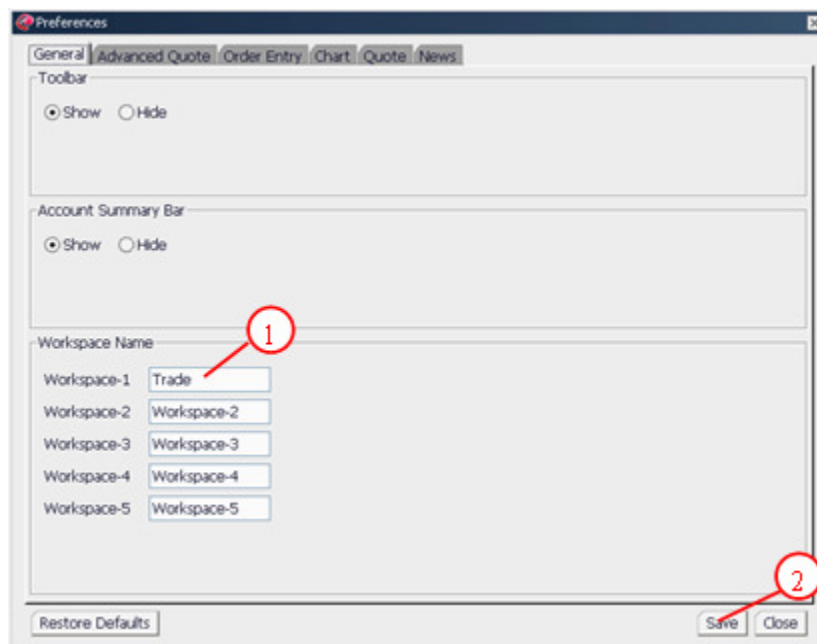 Preferences
General Advanced Quote Order Entry Chart Quote News
Toolbar
Show Hide
Account Summary Bar
Show Hide
1
Workspace Name
Workspace-1 Trade
Workspace-2 Workspace-2
Workspace-3 Workspace-3
Workspace-4 Workspace-4
Workspace-5 Workspace-5
2
Restore Defaults Save Close